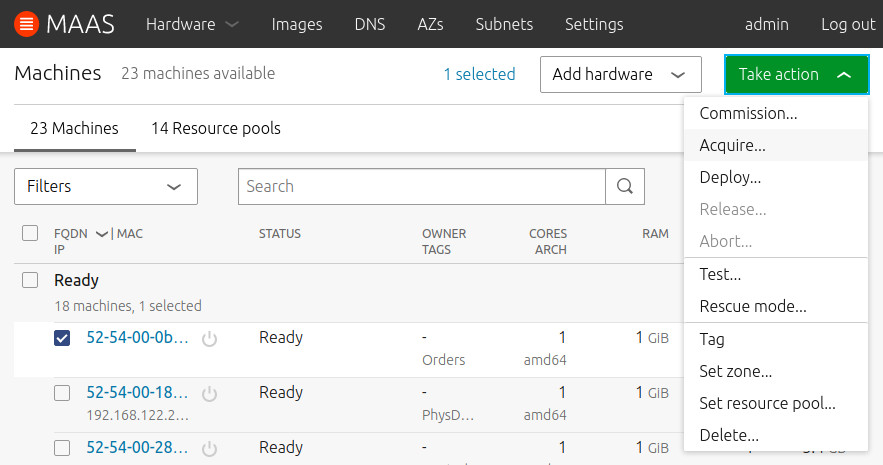 MAAS Hardware Images DNS AZs Subnets Settings admin Log out
Machines 23 machines available 1 selected Add hardware Take action
23 Machines 14 Resource pools
Commission...
Acquire...
Deploy...
Release...
Abort...
Test...
Rescue mode...
Tag
Set zone...
Set resource pool...
Delete...
Filters Search
FQDN | MAC STATUS OWNER CORES RAM
IP TAGS ARCH
Ready
18 machines, 1 selected
52-54-00-0b... Ready - 1 1 GiB
Orders amd64
52-54-00-18... Ready - 1 1 GiB
192.168.122.2... PhysD... amd64
52-54-00-28... Ready - 1 1 GiB